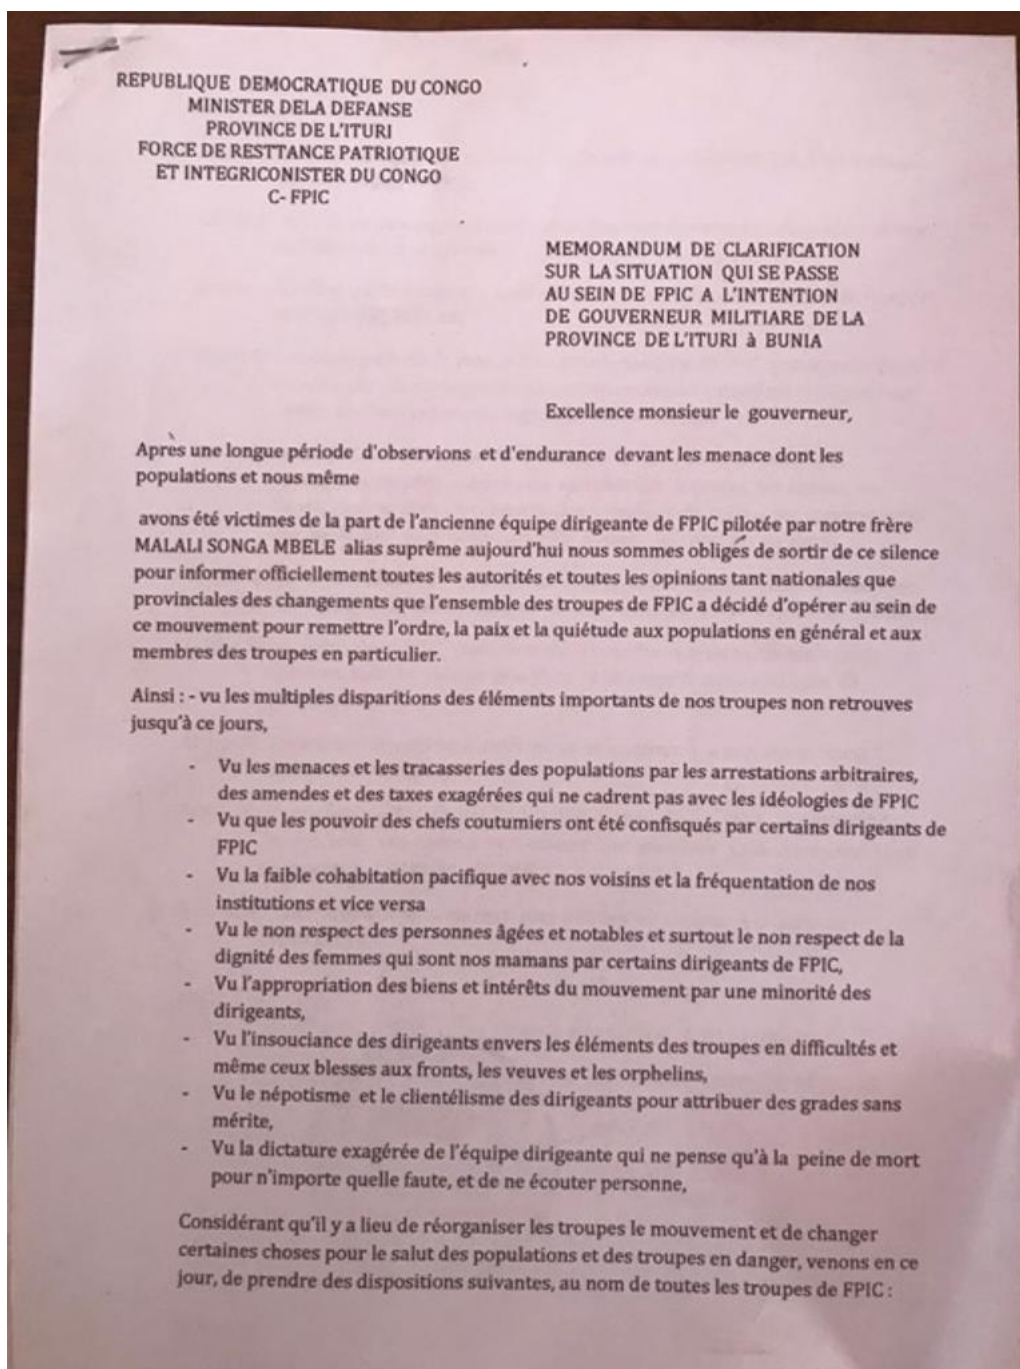 REPUBLIQUE DEMOCRATIQUE DU CONGO
MINISTER DELA DEFANSE
PROVINCE DE L'ITURI
FORCE DE RESTTANCE PATRIOTIQUE
ET INTEGRICONISTER DU CONGO
C- FPIC
MEMORANDUM DE CLARIFICATION
SUR LA SITUATION QUI SE PASSE
AU SEIN DE FPIC A L'INTENTION
DE GOUVERNEUR MILITIARE DE LA
PROVINCE DE L'ITURI à BUNIA
Excellence monsieur le gouverneur,
Après une longue période d'observions et d'endurance devant les menace dont les
populations et nous même
avons été victimes de la part de l'ancienne équipe dirigeante de FPIC pilotée par notre frère
MALALI SONGA MBELE alias suprême aujourd'hui nous sommes obligés de sortir de ce silence
pour informer officiellement toutes les autorités et toutes les opinions tant nationales que
provinciales des changements que l'ensemble des troupes de FPIC a décidé d'opérer au sein de
ce mouvement pour remettre l'ordre, la paix et la quiétude aux populations en général et aux
membres des troupes en particulier.
Ainsi : - vu les multiples disparitions des éléments importants de nos troupes non retrouves
jusqu'à ce jours,
- Vu les menaces et les tracasseries des populations par les arrestations arbitraires,
des amendes et des taxes exagérées qui ne cadrent pas avec les idéologies de FPIC
- Vu que les pouvoir des chefs coutumiers ont été confisqués par certains dirigeants de
FPIC
- Vu la faible cohabitation pacifique avec nos voisins et la fréquentation de nos
institutions et vice versa
- Vu le non respect des personnes âgées et notables et surtout le non respect de la
dignité des femmes qui sont nos mamans par certains dirigeants de FPIC,
- Vu l'appropriation des biens et intérêts du mouvement par une minorité des
dirigeants,
- Vu l'insouciance des dirigeants envers les éléments des troupes en difficultés et
même ceux blesses aux fronts, les veuves et les orphelins,
- Vu le népotisme et le clientélisme des dirigeants pour attribuer des grades sans
mérite,
- Vu la dictature exagérée de l'équipe dirigeante qui ne pense qu'à la peine de mort
pour n'importe quelle faute, et de ne écouter personne,
Considérant qu'il y a lieu de réorganiser les troupes le mouvement et de changer
certaines choses pour le salut des populations et des troupes en danger, venons en ce
jour, de prendre des dispositions suivantes, au nom de toutes les troupes de FPIC :